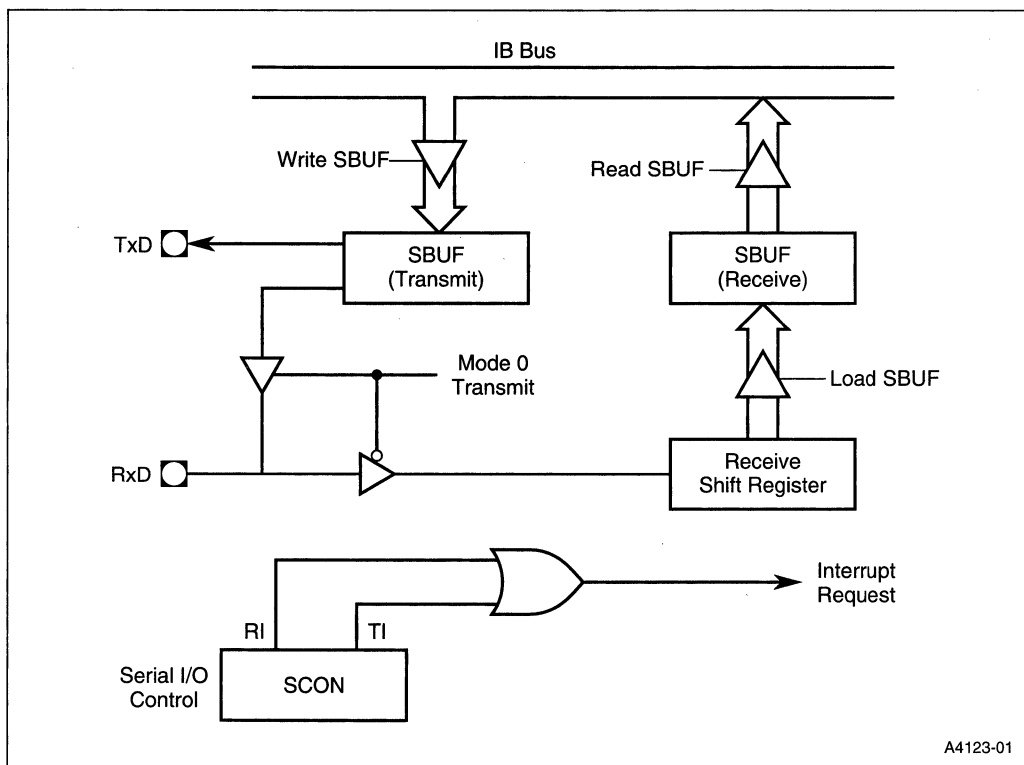 IB Bus
Write SBUF
Read SBUF
TxD
SBUF
(Transmit)
SBUF
(Receive)
Mode 0
Transmit
Load SBUF
RxD
Receive
Shift Register
Interrupt
Request
RI
TI
Serial I/O
Control
SCON
A4123-01